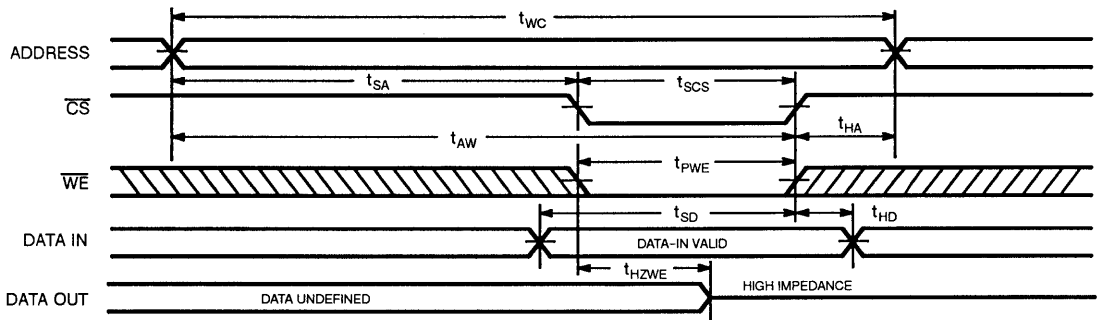 tWC
ADDRESS
tSA
tSCS
CS
tAW
tHA
WE
tPWE
tSD
tHD
DATA IN
DATA-IN VALID
tHZWE
DATA OUT
DATA UNDEFINED
HIGH IMPEDANCE